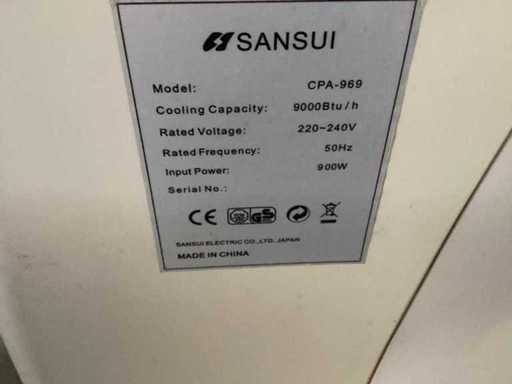 SANSUI
Model: CPA-969
Cooling Capacity: 9000Btu/h
Rated Voltage: 220~240V
Rated Frequency: 50Hz
Input Power: 900W
Serial No.:
CE GS
SANSUI ELECTRIC CO.,LTD. JAPAN
MADE IN CHINA